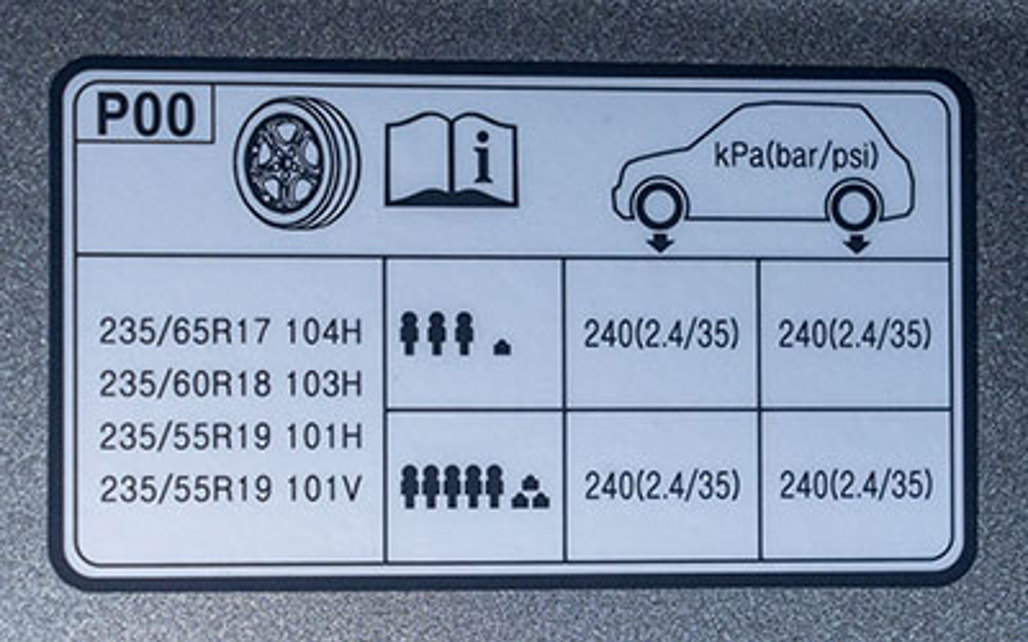 P00
i
kPa(bar/psi)
235/65R17 104H
235/60R18 103H
235/55R19 101H
235/55R19 101V
240(2.4/35) 240(2.4/35)
240(2.4/35) 240(2.4/35)